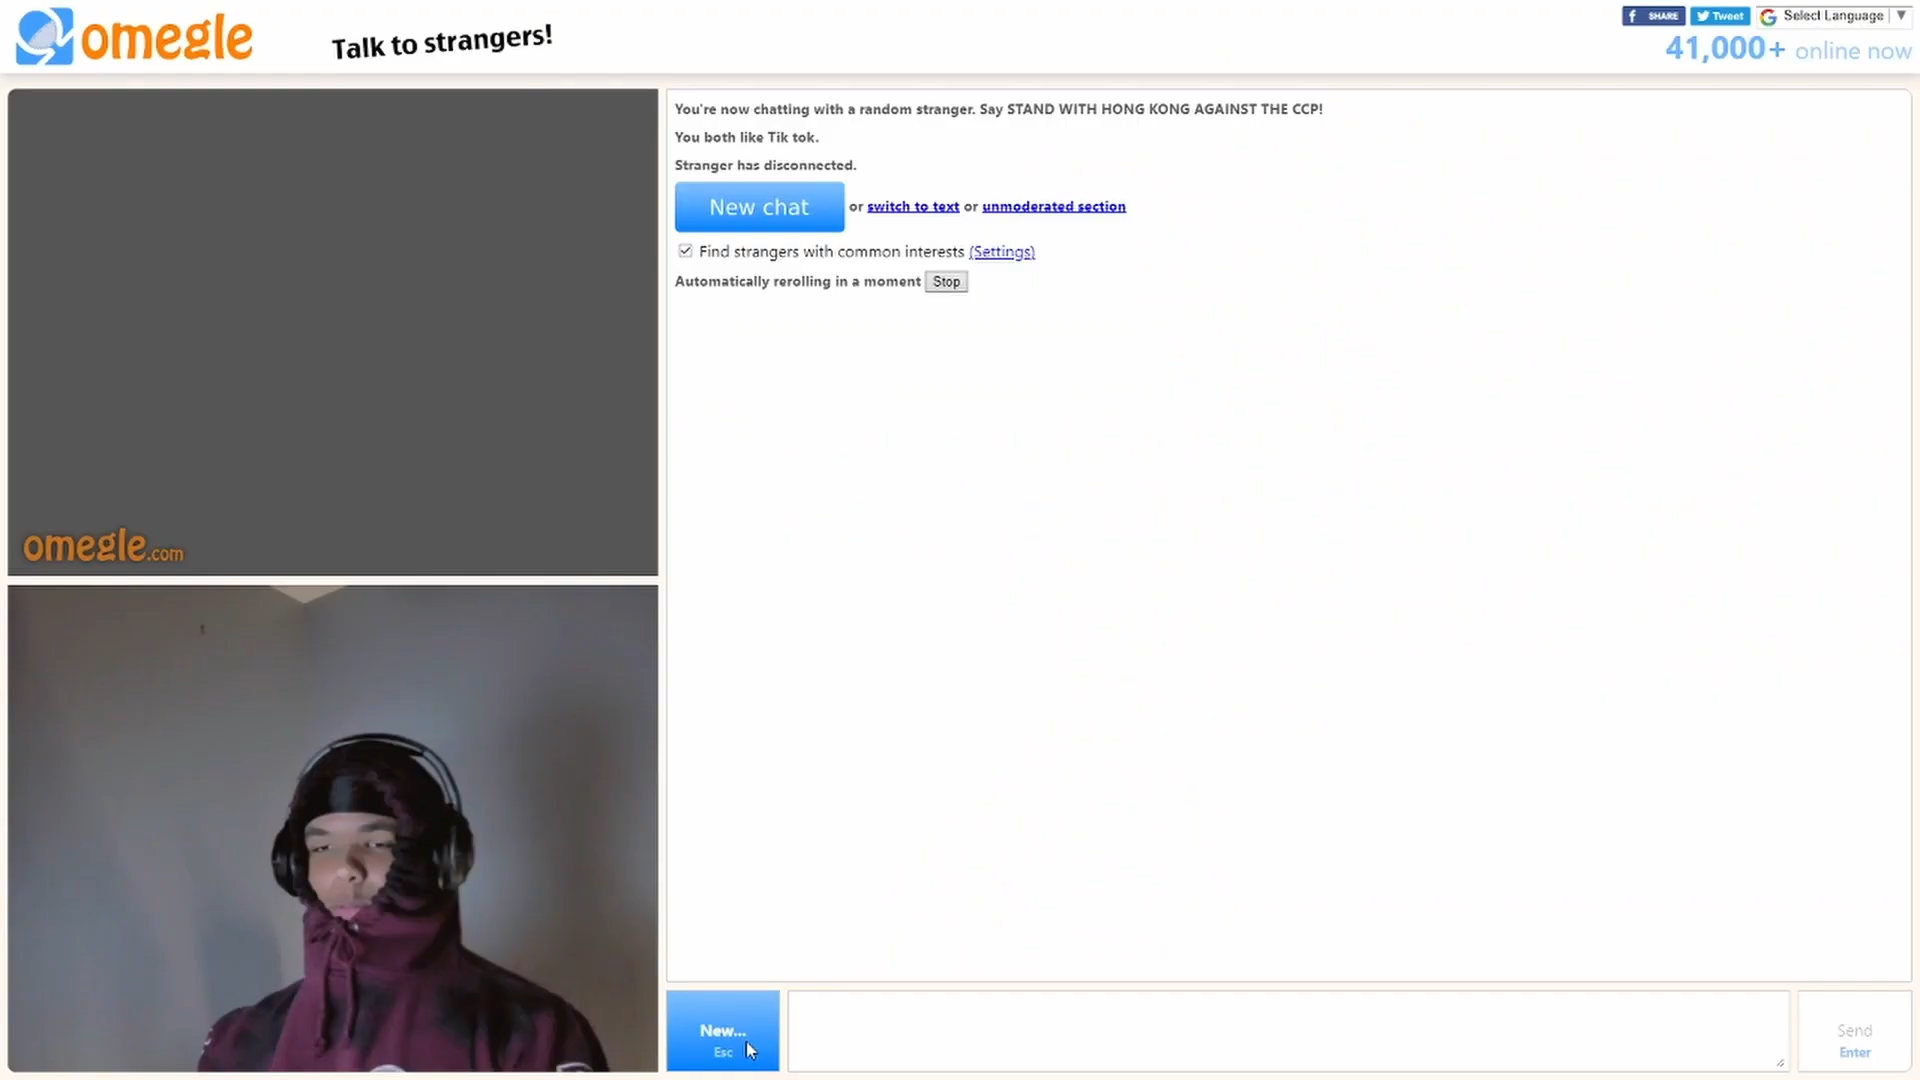 omegle
Talk to strangers!
SHARE
Tweet
Select Language
41,000+ online now
You're now chatting with a random stranger. Say STAND WITH HONG KONG AGAINST THE CCP!
You both like Tik tok.
Stranger has disconnected.
New chat or switch to text or unmoderated section
Find strangers with common interests (Settings)
Automatically rerolling in a moment Stop
omegle.com
New...
Esc
Send
Enter